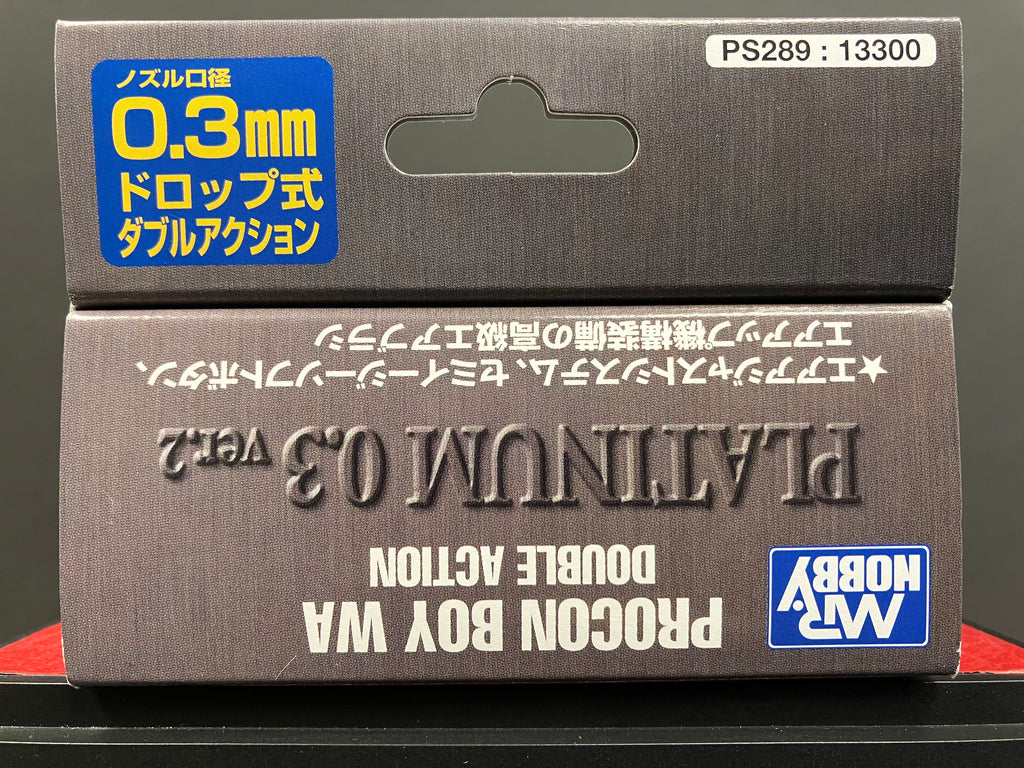 PS289 : 13300
ノズル口径
0.3mm
ドロップ式
ダブルアクション
MR.
HOBBY
PROCON BOY WA
DOUBLE ACTION
PLATINUM 0.3 ver.2
★エアアジャストシステム、セミイージーソフトボタン、
エアアップ機構装備の高級エアブラシ